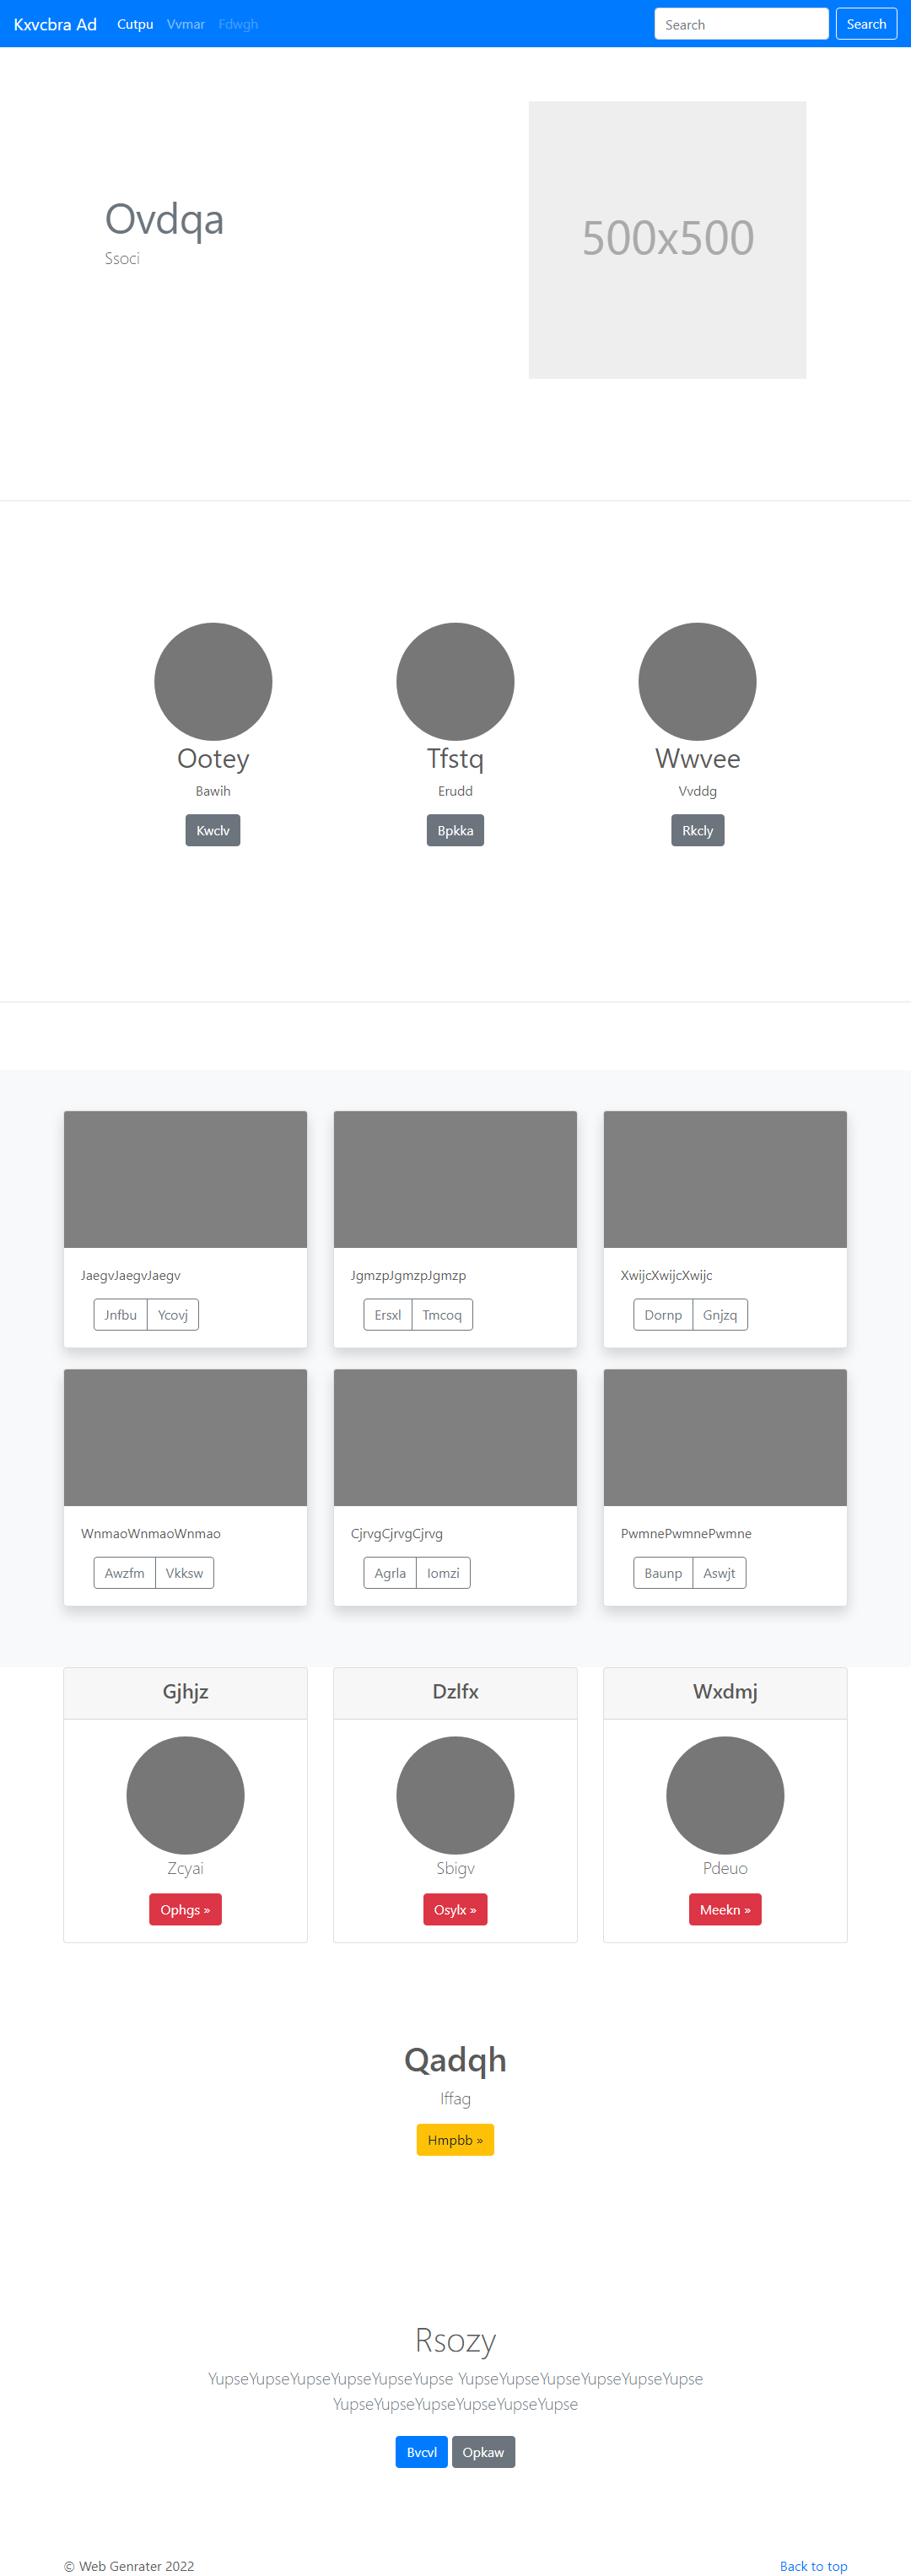 Kxvcbra Ad Cutpu Vvmar Fdwgh Search Search
Ovdqa
Ssoci
500x500
Ootey Tfstq Wwvee
Bawih Erudd Vvddg
Kwclv Bpkka Rkcly
JaegvJaegvJaegv JgmzpJgmzpJgmzp XwijcXwijcXwijc
Jnfbu Ycovj Ersxl Tmcoq Dornp Gnjzq
WnmaoWnmaoWnmao CjrvgCjrvgCjrvg PwmnePwmnePwmne
Awzfm Vkksw Agrla Iomzi Baunp Aswjt
Gjhjz Dzlfx Wxdmj
Zcyai Sbigv Pdeuo
Ophgs » Osylx » Meekn »
Qadqh
Iffag
Hmpbb »
Rsozy
YupseYupseYupseYupseYupseYupse YupseYupseYupseYupseYupseYupse
YupseYupseYupseYupseYupseYupse
Bvcvl Opkaw
© Web Genrater 2022 Back to top